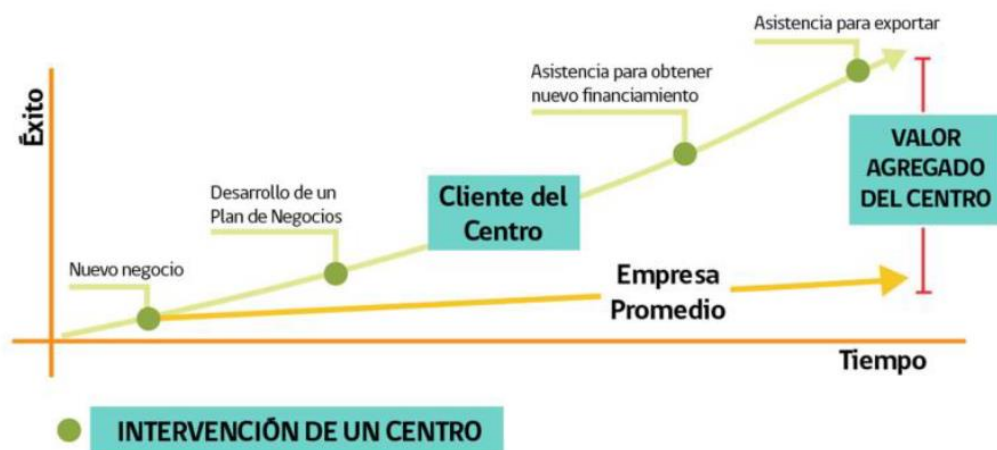 Asistencia para exportar
Asistencia para obtener
nuevo financiamiento
Éxito
VALOR
AGREGADO
DEL CENTRO
Desarrollo de un
Plan de Negocios
Cliente del
Centro
Nuevo negocio
Empresa
Promedio
Tiempo
INTERVENCIÓN DE UN CENTRO